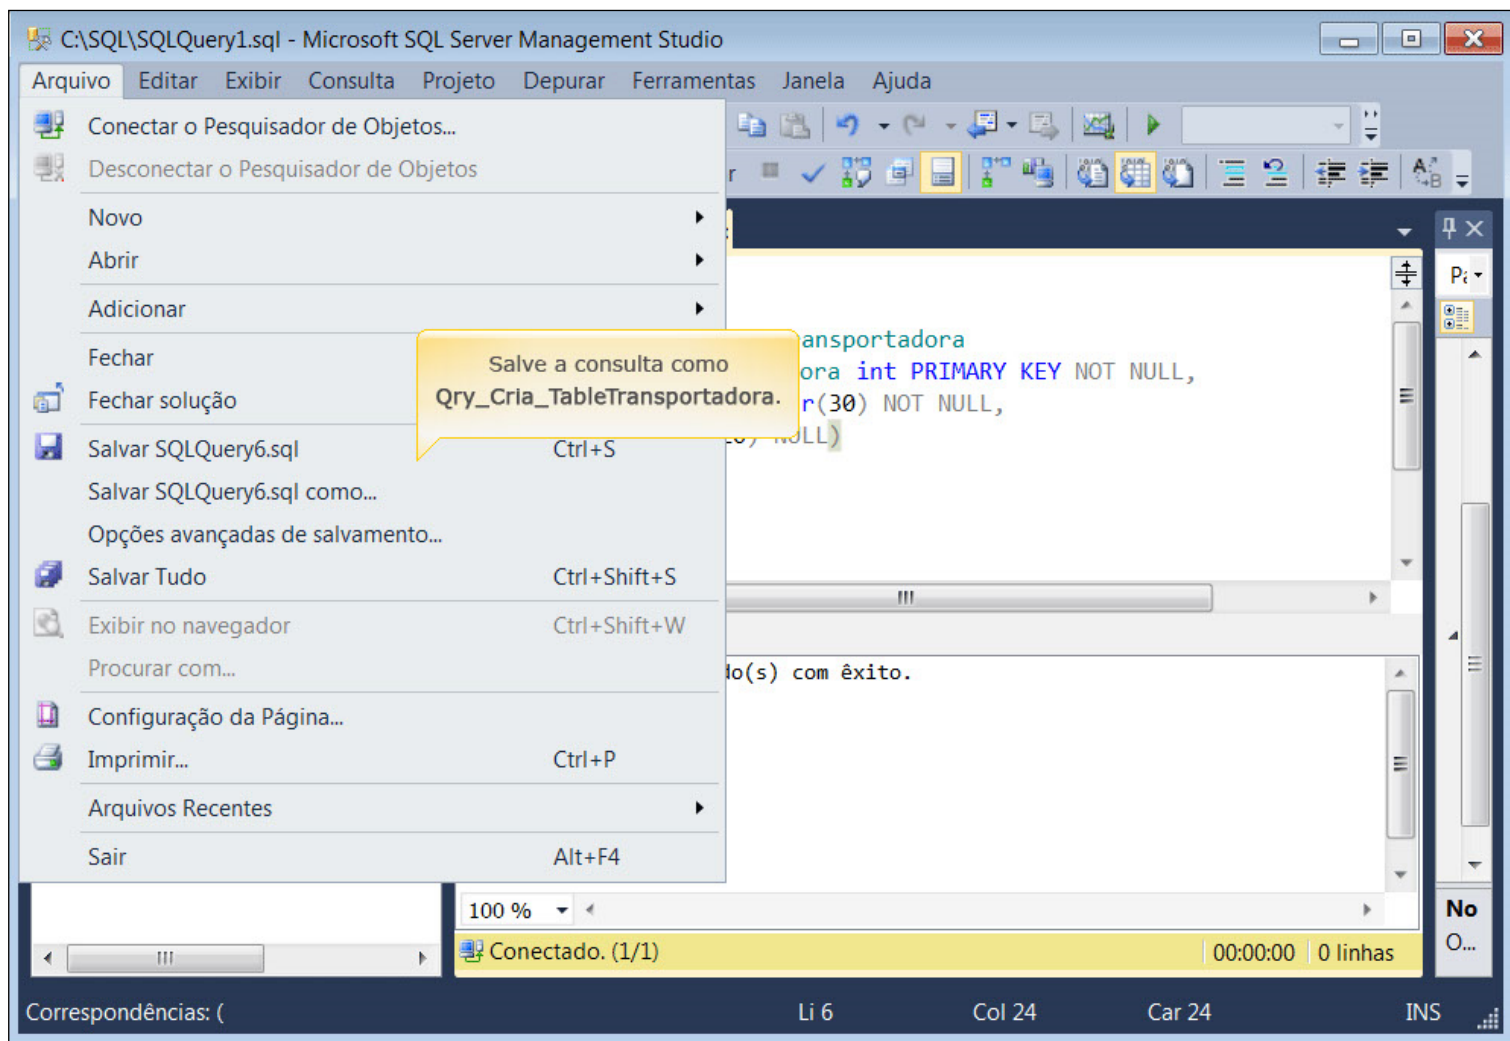 C:\SQL\SQLQuery1.sql - Microsoft SQL Server Management Studio
Arquivo Editar Exibir Consulta Projeto Depurar Ferramentas Janela Ajuda
Conectar o Pesquisador de Objetos...
Desconectar o Pesquisador de Objetos
Novo
Abrir
Adicionar
Fechar
Fechar solução
Salvar SQLQuery6.sql Ctrl+S
Salvar SQLQuery6.sql como...
Opções avançadas de salvamento...
Salvar Tudo Ctrl+Shift+S
Exibir no navegador Ctrl+Shift+W
Procurar com...
Configuração da Página...
Imprimir... Ctrl+P
Arquivos Recentes
Sair Alt+F4
Salve a consulta como
Qry_Cria_TableTransportadora.
ansportadora
ora int PRIMARY KEY NOT NULL,
r(30) NOT NULL,
NULL)
do(s) com êxito.
100 %
Conectado. (1/1) 00:00:00 0 linhas
No
O...
Correspondências: ( Li 6 Col 24 Car 24 INS